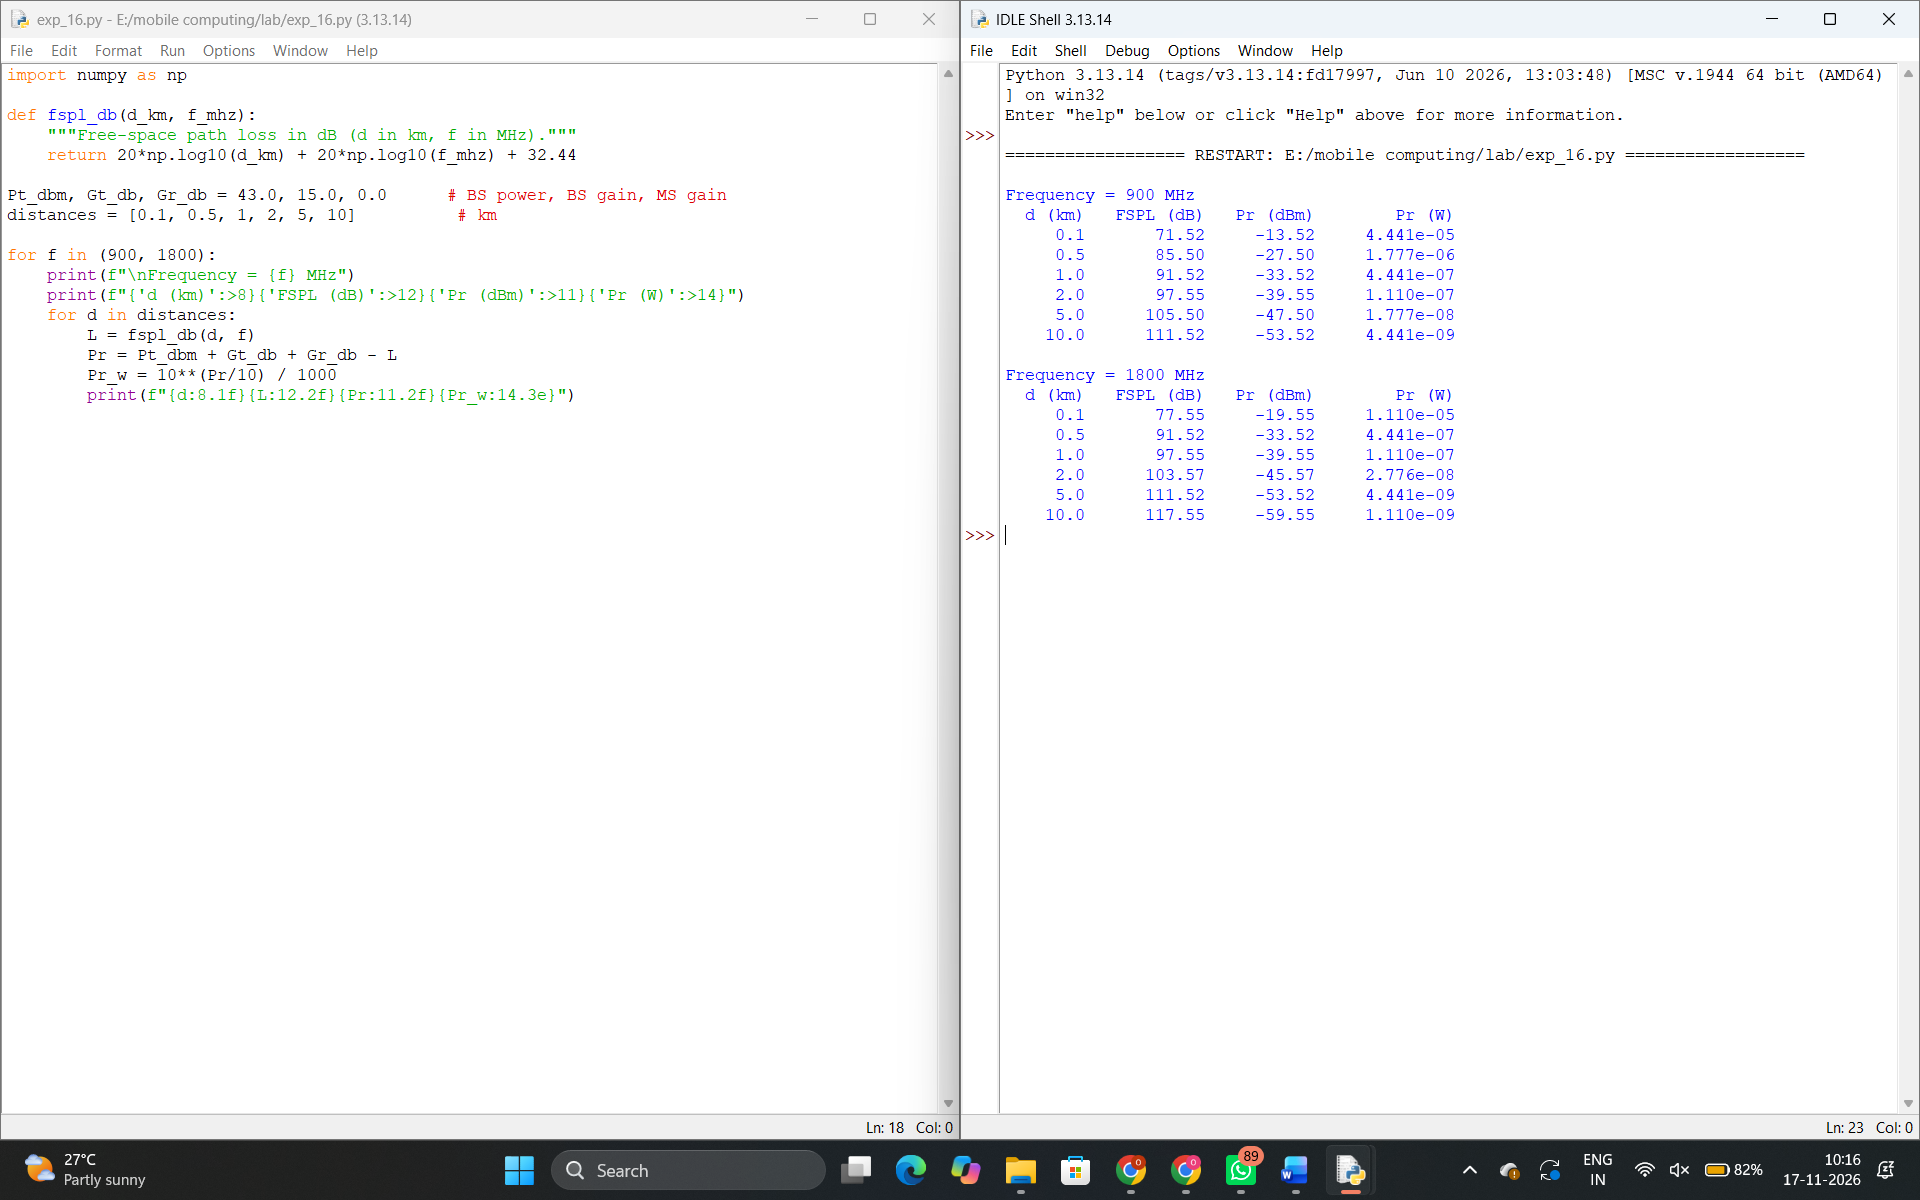 exp_16.py - E:/mobile computing/lab/exp_16.py (3.13.14)
File Edit Format Run Options Window Help
import numpy as np
def fspl_db(d_km, f_mhz):
    """Free-space path loss in dB (d in km, f in MHz)."""
    return 20*np.log10(d_km) + 20*np.log10(f_mhz) + 32.44
Pt_dbm, Gt_db, Gr_db = 43.0, 15.0, 0.0      # BS power, BS gain, MS gain
distances = [0.1, 0.5, 1, 2, 5, 10]          # km
for f in (900, 1800):
    print(f"\nFrequency = {f} MHz")
    print(f"{'d (km)':>8}{'FSPL (dB)':>12}{'Pr (dBm)':>11}{'Pr (W)':>14}")
    for d in distances:
        L = fspl_db(d, f)
        Pr = Pt_dbm + Gt_db + Gr_db - L
        Pr_w = 10**(Pr/10) / 1000
        print(f"{d:8.1f}{L:12.2f}{Pr:11.2f}{Pr_w:14.3e}")
Ln: 18 Col: 0
IDLE Shell 3.13.14
File Edit Shell Debug Options Window Help
Python 3.13.14 (tags/v3.13.14:fd17997, Jun 10 2026, 13:03:48) [MSC v.1944 64 bit (AMD64)
] on win32
Enter "help" below or click "Help" above for more information.
>>>
================== RESTART: E:/mobile computing/lab/exp_16.py ==================
Frequency = 900 MHz
  d (km)   FSPL (dB)   Pr (dBm)        Pr (W)
     0.1       71.52     -13.52     4.441e-05
     0.5       85.50     -27.50     1.777e-06
     1.0       91.52     -33.52     4.441e-07
     2.0       97.55     -39.55     1.110e-07
     5.0      105.50     -47.50     1.777e-08
    10.0      111.52     -53.52     4.441e-09
Frequency = 1800 MHz
  d (km)   FSPL (dB)   Pr (dBm)        Pr (W)
     0.1       77.55     -19.55     1.110e-05
     0.5       91.52     -33.52     4.441e-07
     1.0       97.55     -39.55     1.110e-07
     2.0      103.57     -45.57     2.776e-08
     5.0      111.52     -53.52     4.441e-09
    10.0      117.55     -59.55     1.110e-09
>>>
Ln: 23 Col: 0
27°C
Partly sunny
Search
89
ENG
IN
82%
10:16
17-11-2026